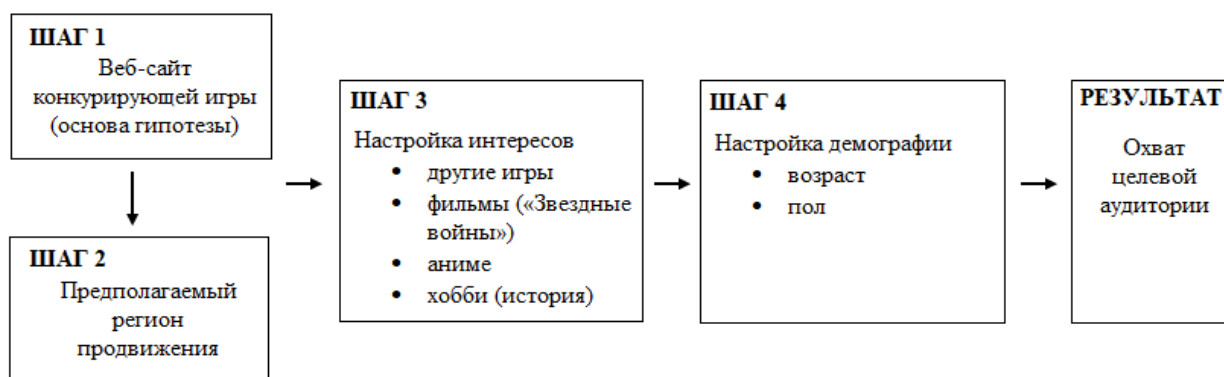 ШАГ 1
Веб-сайт
конкурирующей игры
(основа гипотезы)
ШАГ 2
Предполагаемый
регион
продвижения
ШАГ 3
Настройка интересов
• другие игры
• фильмы («Звездные
войны»)
• аниме
• хобби (история)
ШАГ 4
Настройка демографии
• возраст
• пол
РЕЗУЛЬТАТ
Охват
целевой
аудитории